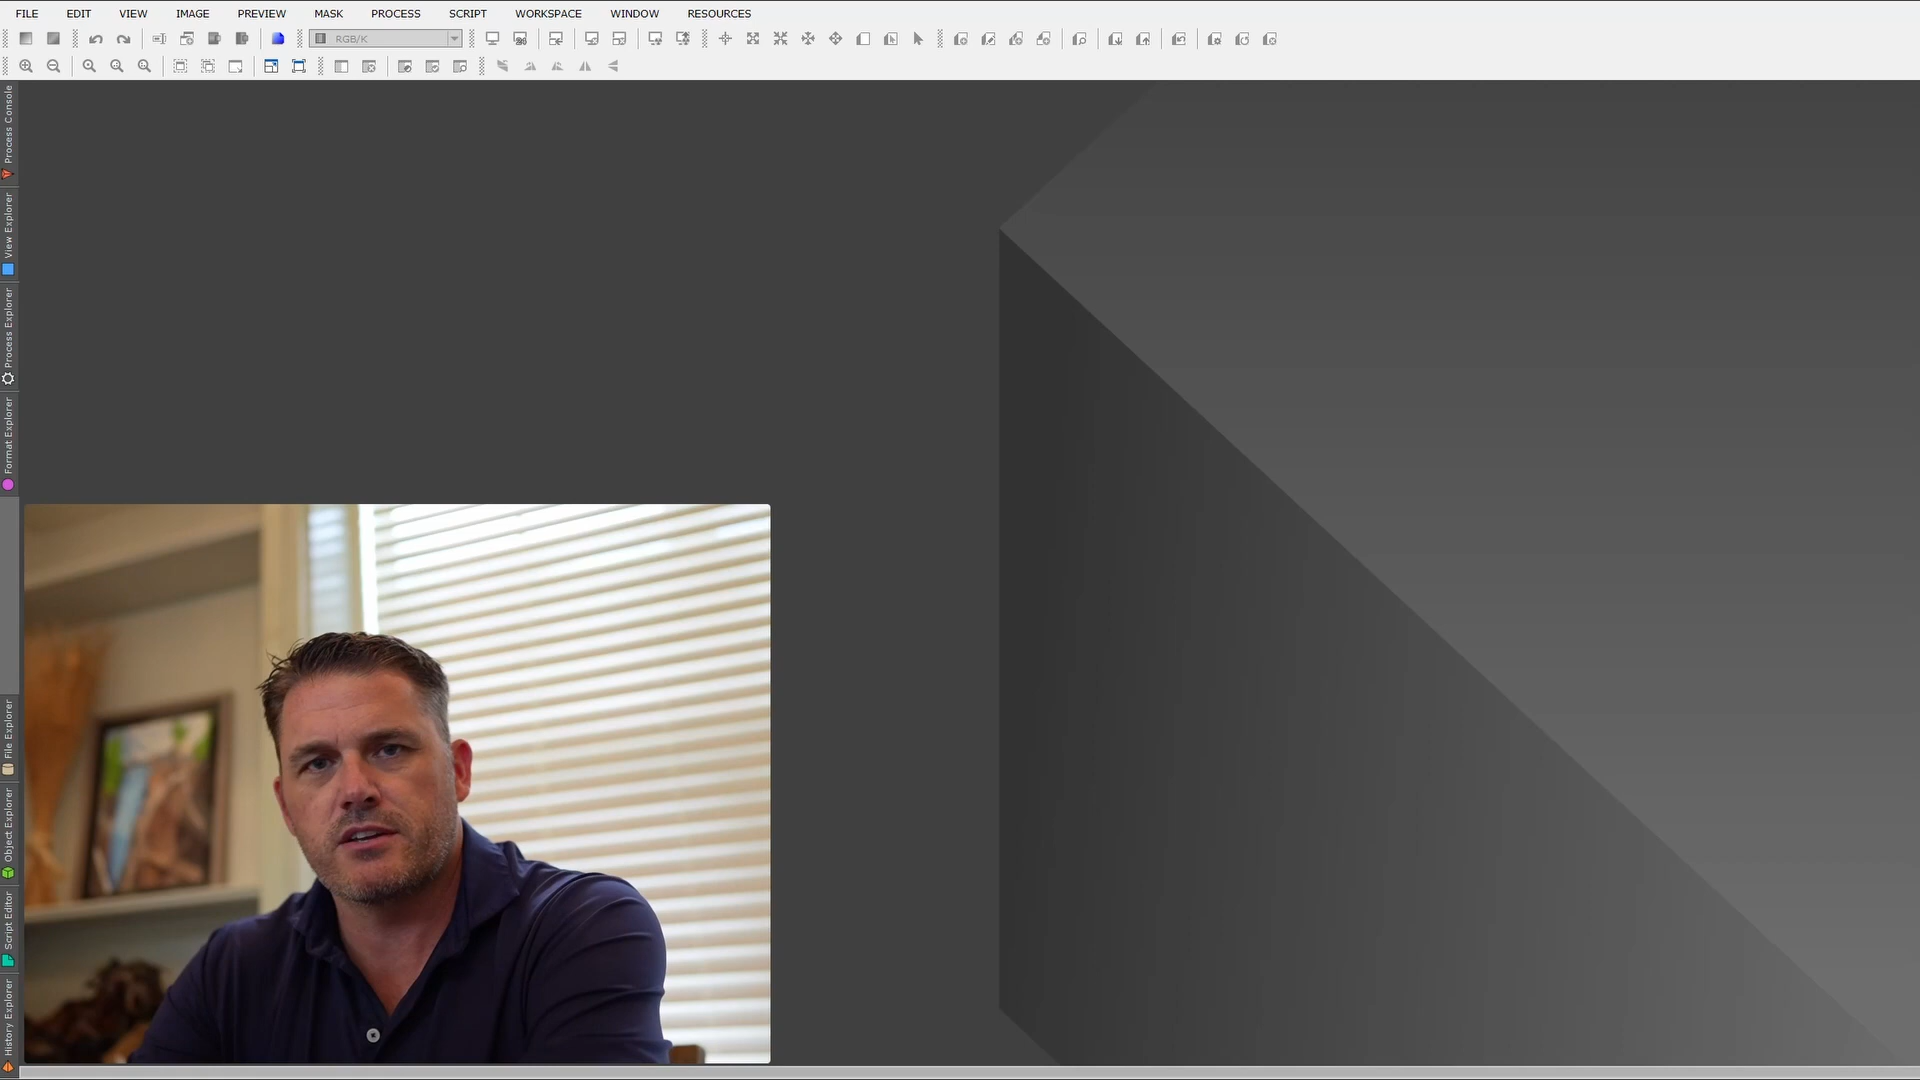 FILE EDIT VIEW IMAGE PREVIEW MASK PROCESS SCRIPT WORKSPACE WINDOW RESOURCES
RGB/K
Process Console
View Explorer
Process Explorer
Format Explorer
File Explorer
Object Explorer
Script Editor
History Explorer